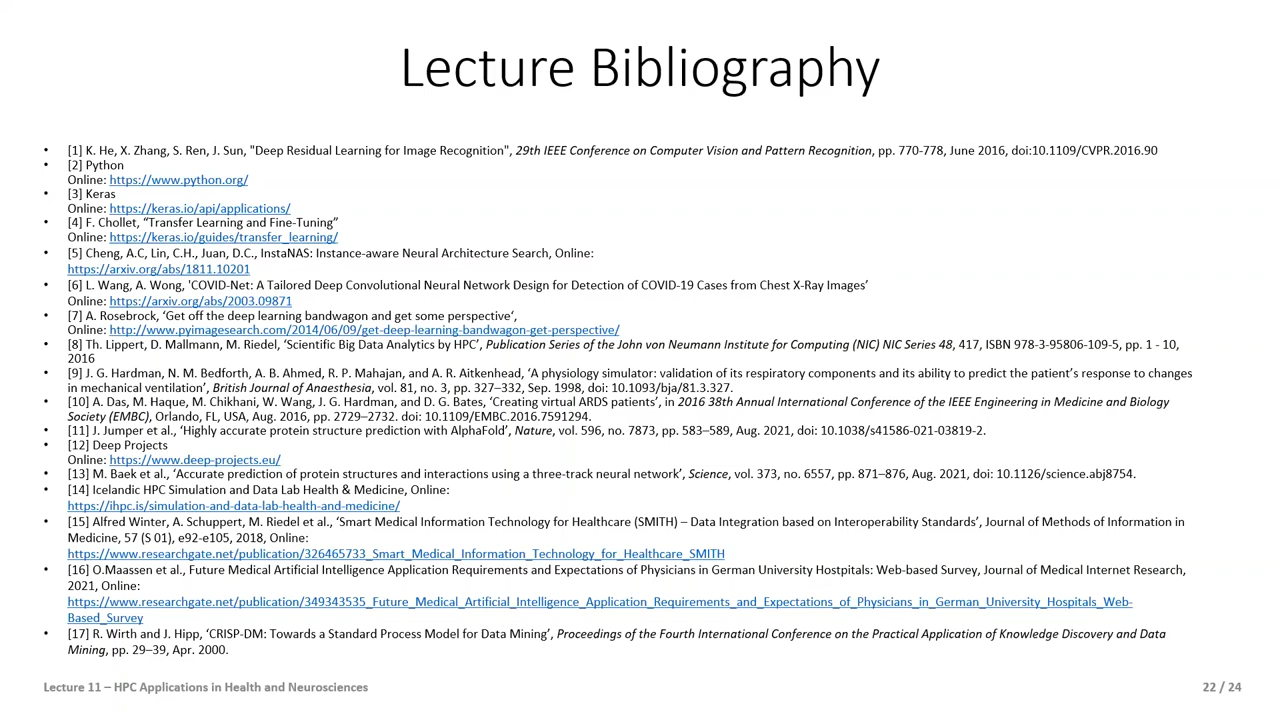 Lecture Bibliography
• [1] K. He, X. Zhang, S. Ren, J. Sun, "Deep Residual Learning for Image Recognition", 29th IEEE Conference on Computer Vision and Pattern Recognition, pp. 770-778, June 2016, doi:10.1109/CVPR.2016.90
• [2] Python
Online: https://www.python.org/
• [3] Keras
Online: https://keras.io/api/applications/
• [4] F. Chollet, “Transfer Learning and Fine-Tuning”
Online: https://keras.io/guides/transfer_learning/
• [5] Cheng, A.C, Lin, C.H., Juan, D.C., InstaNAS: Instance-aware Neural Architecture Search, Online:
https://arxiv.org/abs/1811.10201
• [6] L. Wang, A. Wong, 'COVID-Net: A Tailored Deep Convolutional Neural Network Design for Detection of COVID-19 Cases from Chest X-Ray Images’
Online: https://arxiv.org/abs/2003.09871
• [7] A. Rosebrock, ‘Get off the deep learning bandwagon and get some perspective‘,
Online: http://www.pyimagesearch.com/2014/06/09/get-deep-learning-bandwagon-get-perspective/
• [8] Th. Lippert, D. Mallmann, M. Riedel, ‘Scientific Big Data Analytics by HPC’, Publication Series of the John von Neumann Institute for Computing (NIC) NIC Series 48, 417, ISBN 978-3-95806-109-5, pp. 1 - 10,
2016
• [9] J. G. Hardman, N. M. Bedforth, A. B. Ahmed, R. P. Mahajan, and A. R. Aitkenhead, ‘A physiology simulator: validation of its respiratory components and its ability to predict the patient’s response to changes
in mechanical ventilation’, British Journal of Anaesthesia, vol. 81, no. 3, pp. 327–332, Sep. 1998, doi: 10.1093/bja/81.3.327.
• [10] A. Das, M. Haque, M. Chikhani, W. Wang, J. G. Hardman, and D. G. Bates, ‘Creating virtual ARDS patients’, in 2016 38th Annual International Conference of the IEEE Engineering in Medicine and Biology
Society (EMBC), Orlando, FL, USA, Aug. 2016, pp. 2729–2732. doi: 10.1109/EMBC.2016.7591294.
• [11] J. Jumper et al., ‘Highly accurate protein structure prediction with AlphaFold’, Nature, vol. 596, no. 7873, pp. 583–589, Aug. 2021, doi: 10.1038/s41586-021-03819-2.
• [12] Deep Projects
Online: https://www.deep-projects.eu/
• [13] M. Baek et al., ‘Accurate prediction of protein structures and interactions using a three-track neural network’, Science, vol. 373, no. 6557, pp. 871–876, Aug. 2021, doi: 10.1126/science.abj8754.
• [14] Icelandic HPC Simulation and Data Lab Health & Medicine, Online:
https://ihpc.is/simulation-and-data-lab-health-and-medicine/
• [15] Alfred Winter, A. Schuppert, M. Riedel et al., ‘Smart Medical Information Technology for Healthcare (SMITH) – Data Integration based on Interoperability Standards’, Journal of Methods of Information in
Medicine, 57 (S 01), e92-e105, 2018, Online:
https://www.researchgate.net/publication/326465733_Smart_Medical_Information_Technology_for_Healthcare_SMITH
• [16] O.Maassen et al., Future Medical Artificial Intelligence Application Requirements and Expectations of Physicians in German University Hostpitals: Web-based Survey, Journal of Medical Internet Research,
2021, Online:
https://www.researchgate.net/publication/349343535_Future_Medical_Artificial_Intelligence_Application_Requirements_and_Expectations_of_Physicians_in_German_University_Hospitals_Web-
Based_Survey
• [17] R. Wirth and J. Hipp, ‘CRISP-DM: Towards a Standard Process Model for Data Mining’, Proceedings of the Fourth International Conference on the Practical Application of Knowledge Discovery and Data
Mining, pp. 29–39, Apr. 2000.
Lecture 11 – HPC Applications in Health and Neurosciences
22 / 24